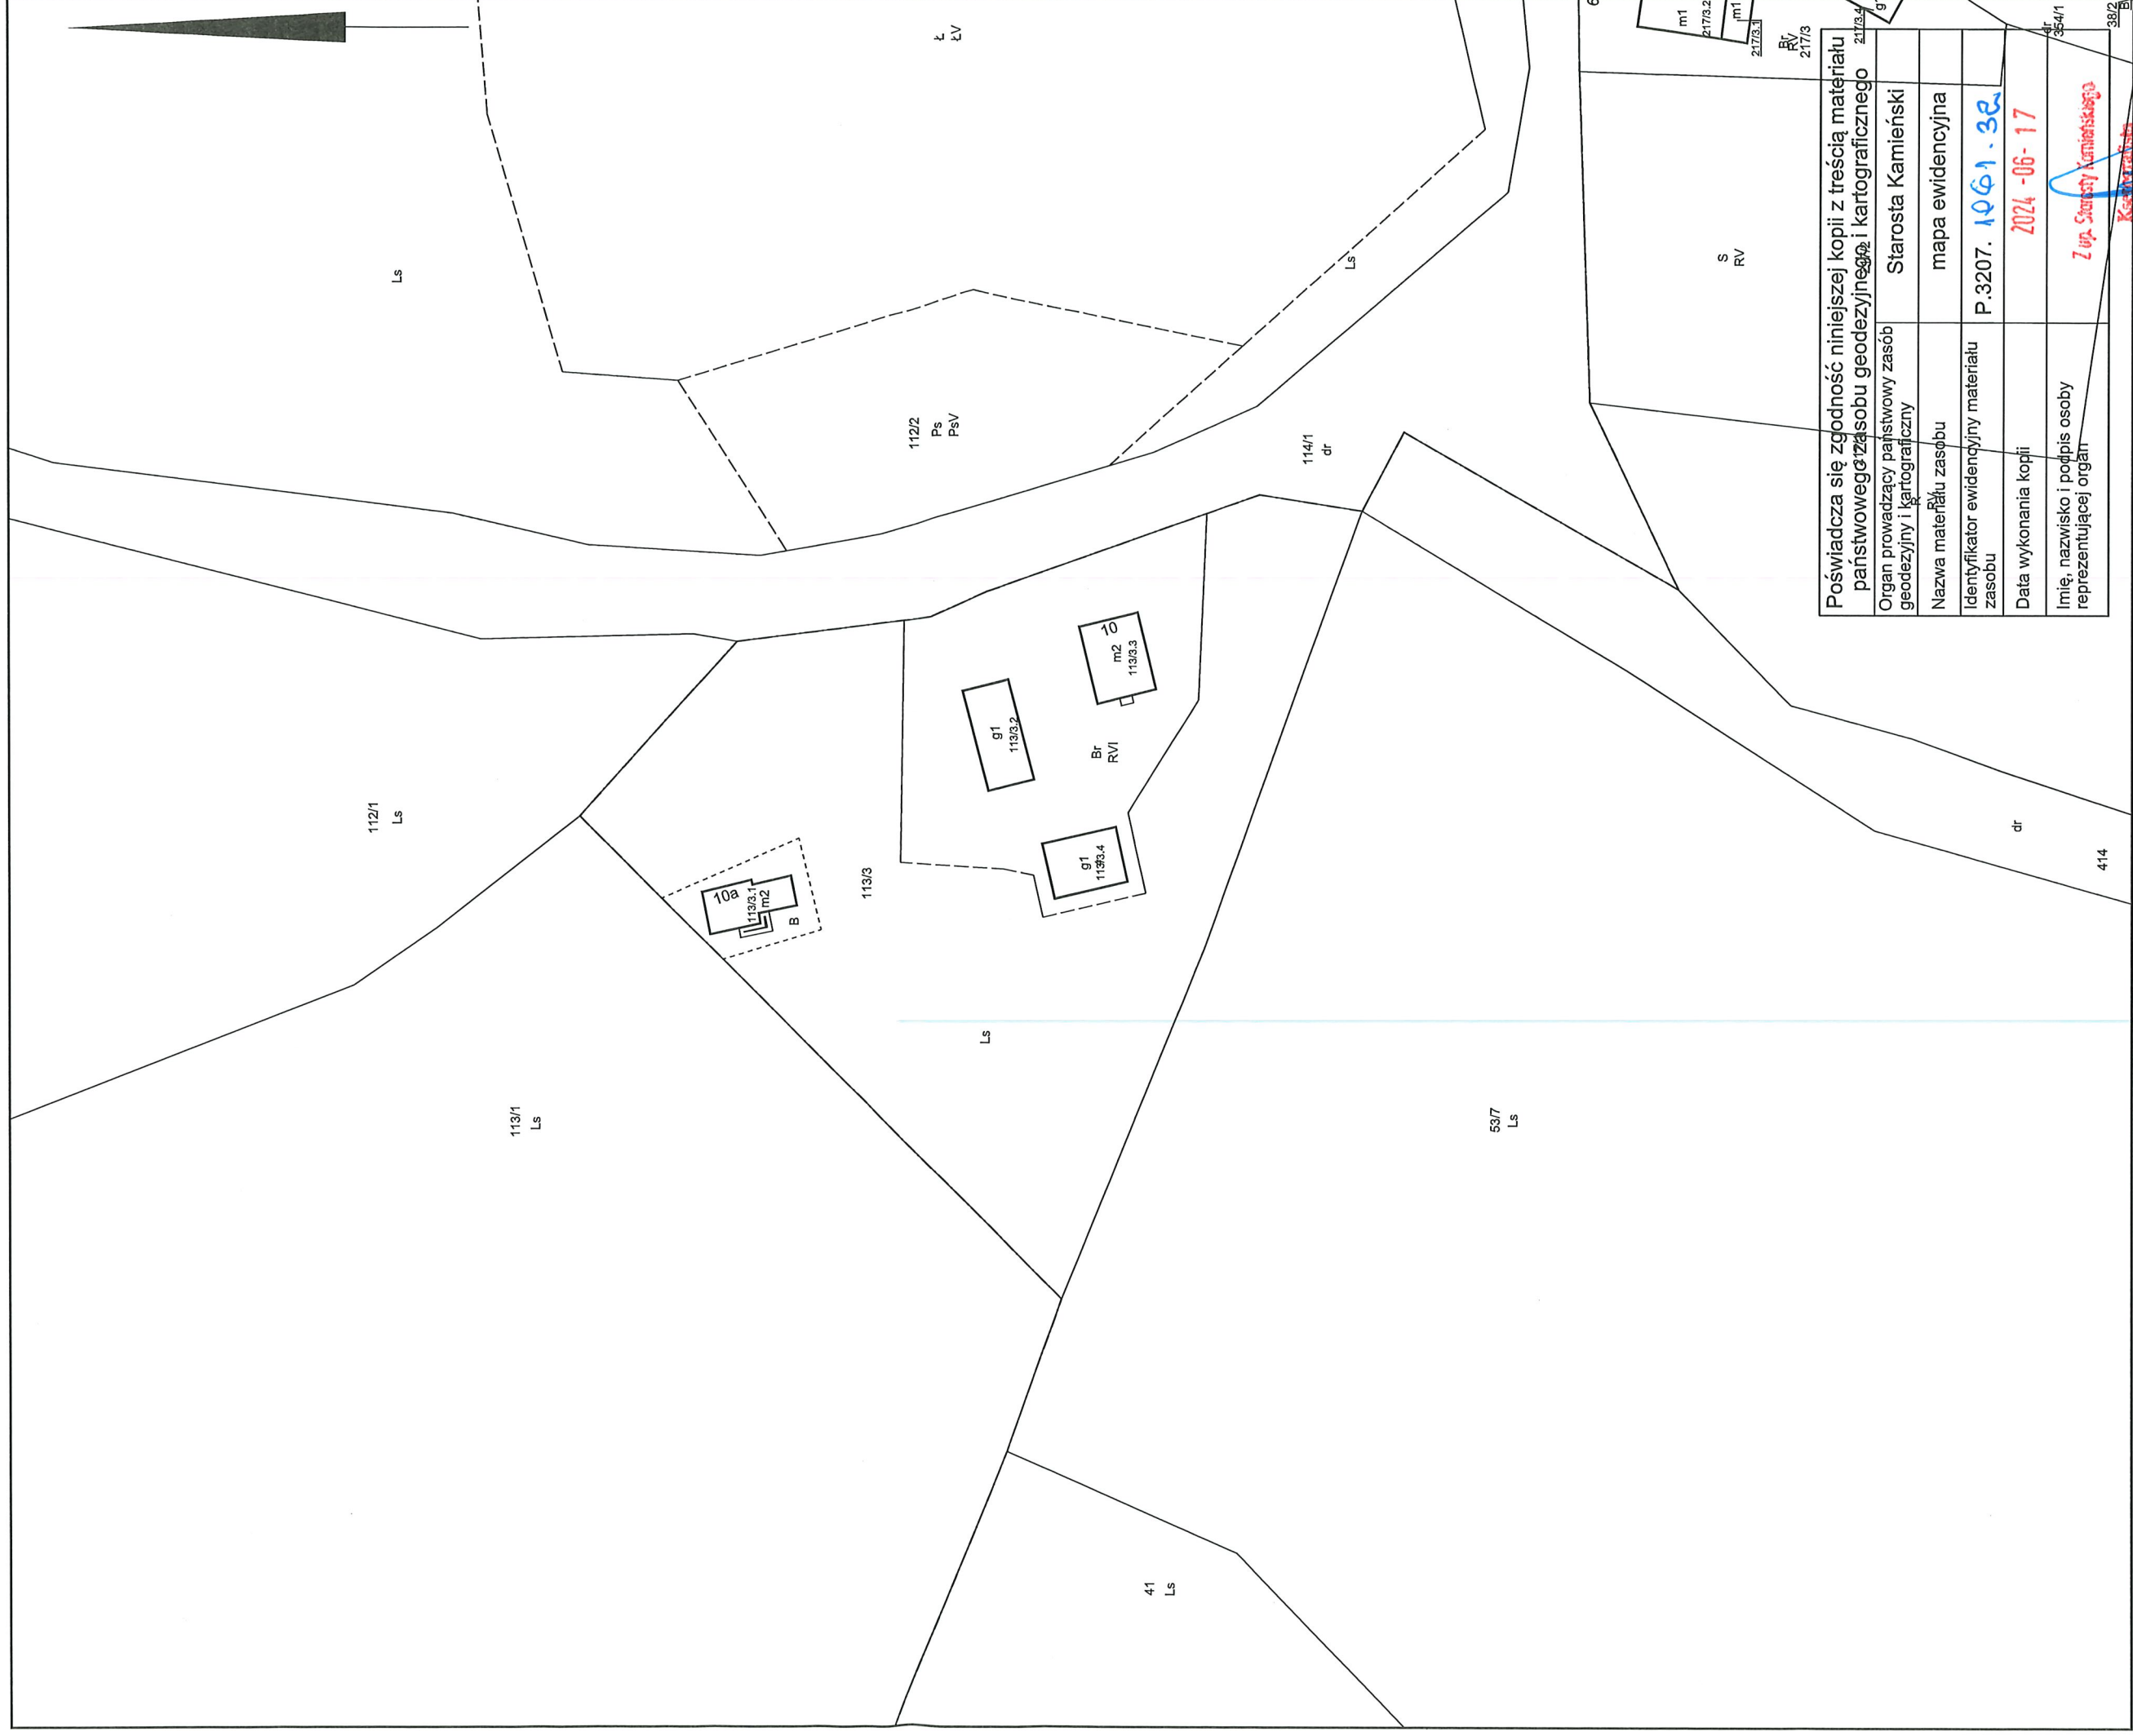 Ls
Ł
ŁV
112/2
Ps
PsV
Ls
112/1
Ls
114/1
dr
113/1
Ls
10a
113/3.1
m2
B
113/3
g1
113/3.2
10
m2
113/3.3
Br
RVI
g1
113/3.4
Ls
53/7
Ls
41
Ls
dr
414
S
RV
m1
217/3.2
m1
217/3.1
Br
RV
217/3
217/3.4
dr
354/1
38/2
R
RV
Poświadcza się zgodność niniejszej kopii z treścią materiału
państwowego zasobu geodezyjnego i kartograficznego
Organ prowadzący państwowy zasób
geodezyjny i kartograficzny
Starosta Kamieński
Nazwa materiału zasobu
mapa ewidencyjna
Identyfikator ewidencyjny materiału
zasobu
P.3207.
Data wykonania kopii
2024 -06- 17
Imię, nazwisko i podpis osoby
reprezentującej organ
Z up. Starosty Kamieńskiego